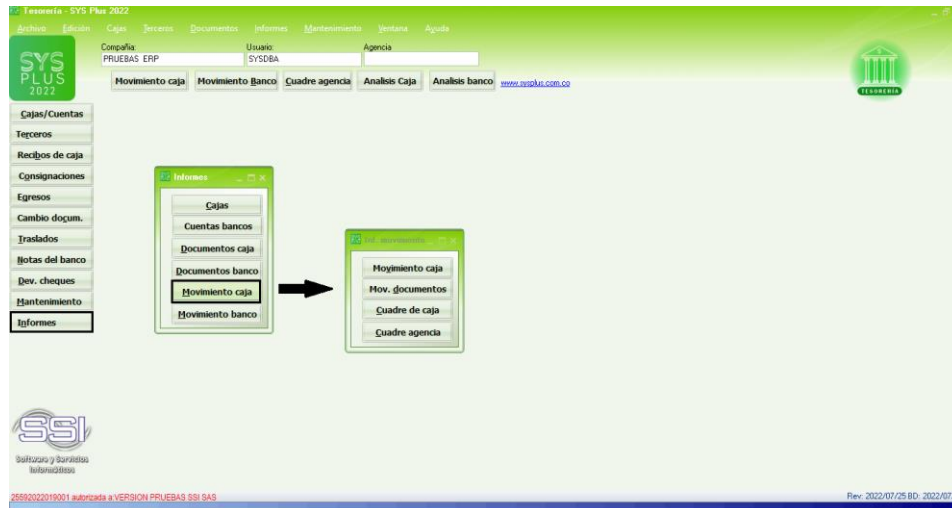 Tesorería - SYS Plus 2022
Archivo Edición Cajas Terceros Documentos Informes Mantenimiento Ventana Ayuda
Compañia: Usuario: Agencia
PRUEBAS ERP SYSDBA
SYS
PLUS
2022
Movimiento caja Movimiento Banco Cuadre agencia Analisis Caja Analisis banco www.sysplus.com.co
TESORERÍA
Cajas/Cuentas
Terceros
Recibos de caja
Consignaciones
Egresos
Cambio docum.
Traslados
Notas del banco
Dev. cheques
Mantenimiento
Informes
Informes
Cajas
Cuentas bancos
Documentos caja
Documentos banco
Movimiento caja
Movimiento banco
Inf. movimiento
Movimiento caja
Mov. documentos
Cuadre de caja
Cuadre agencia
SSI
Software y Servicios
Informáticos
25592022019001 autorizada a:VERSION PRUEBAS SSI SAS
Rev: 2022/07/25 BD: 2022/07